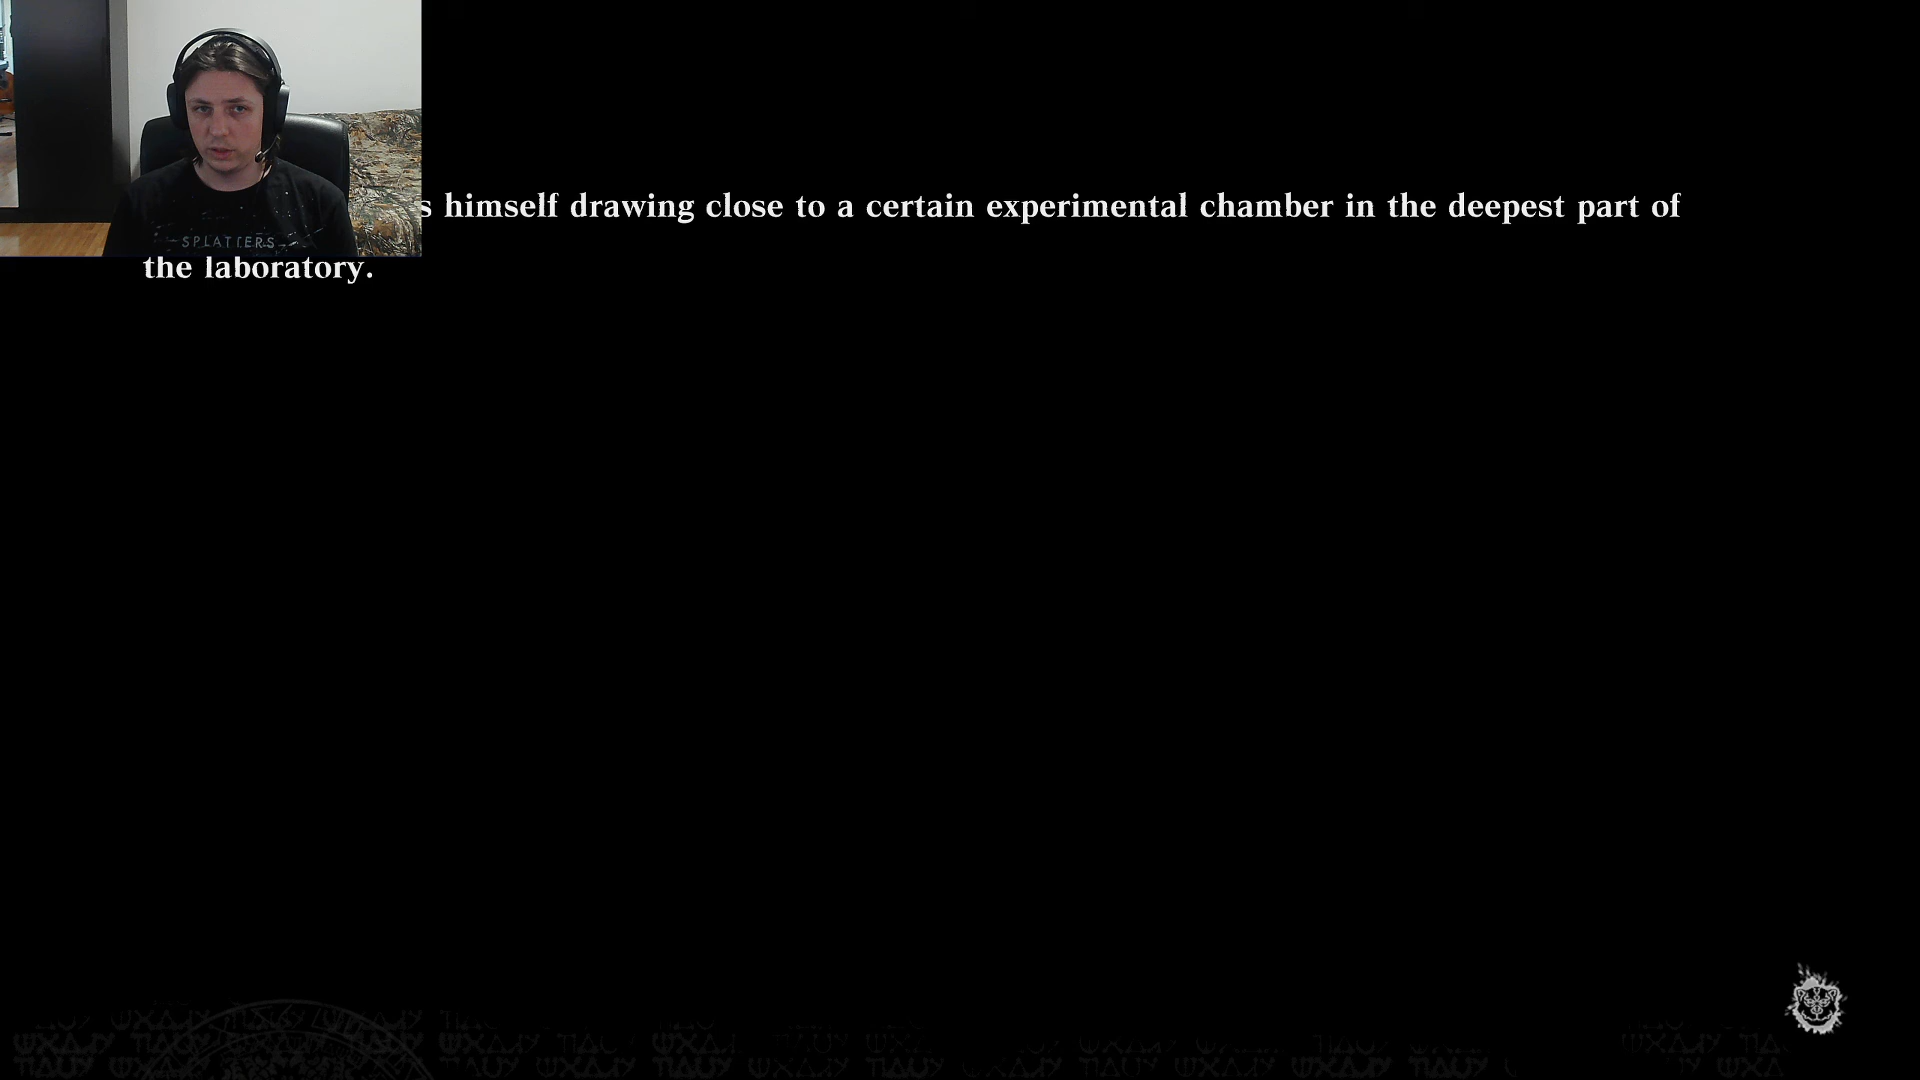 SPLATTERS
himself drawing close to a certain experimental chamber in the deepest part of
the laboratory.